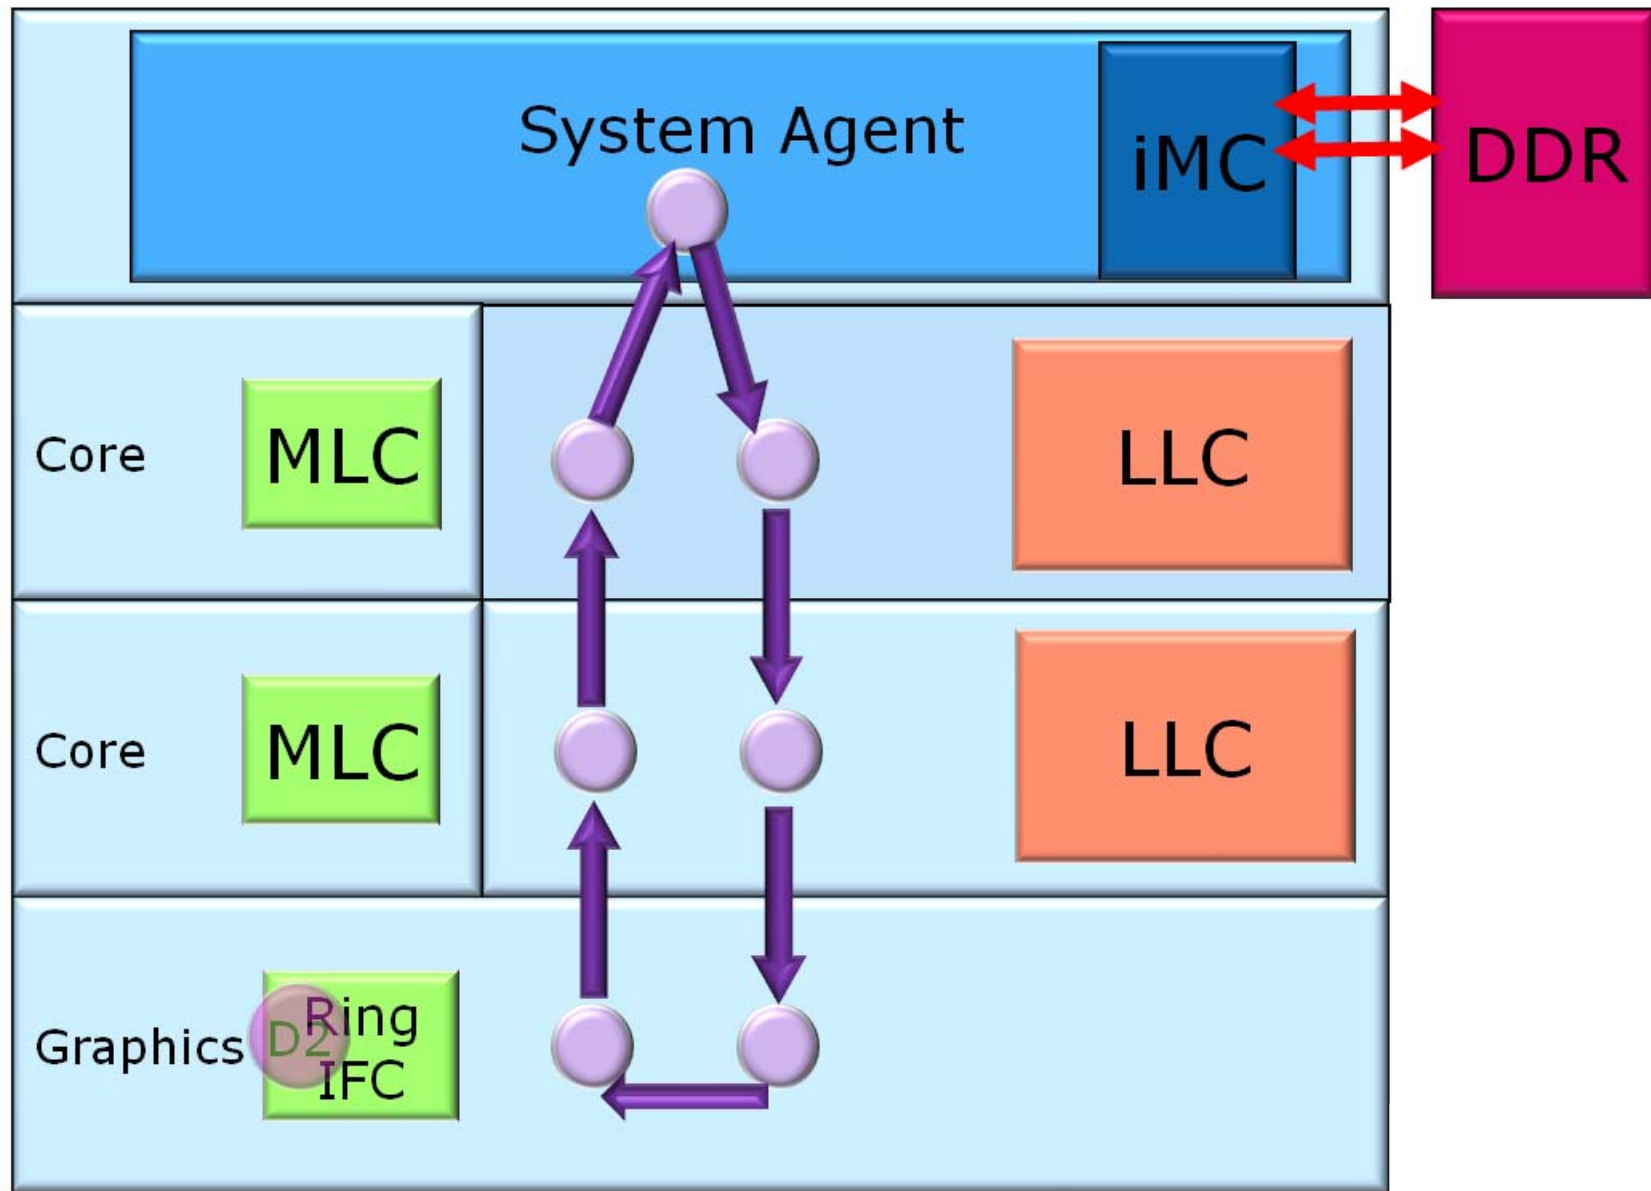 System Agent
iMC
DDR
Core
MLC
LLC
Core
MLC
LLC
Graphics
D2
Ring
IFC